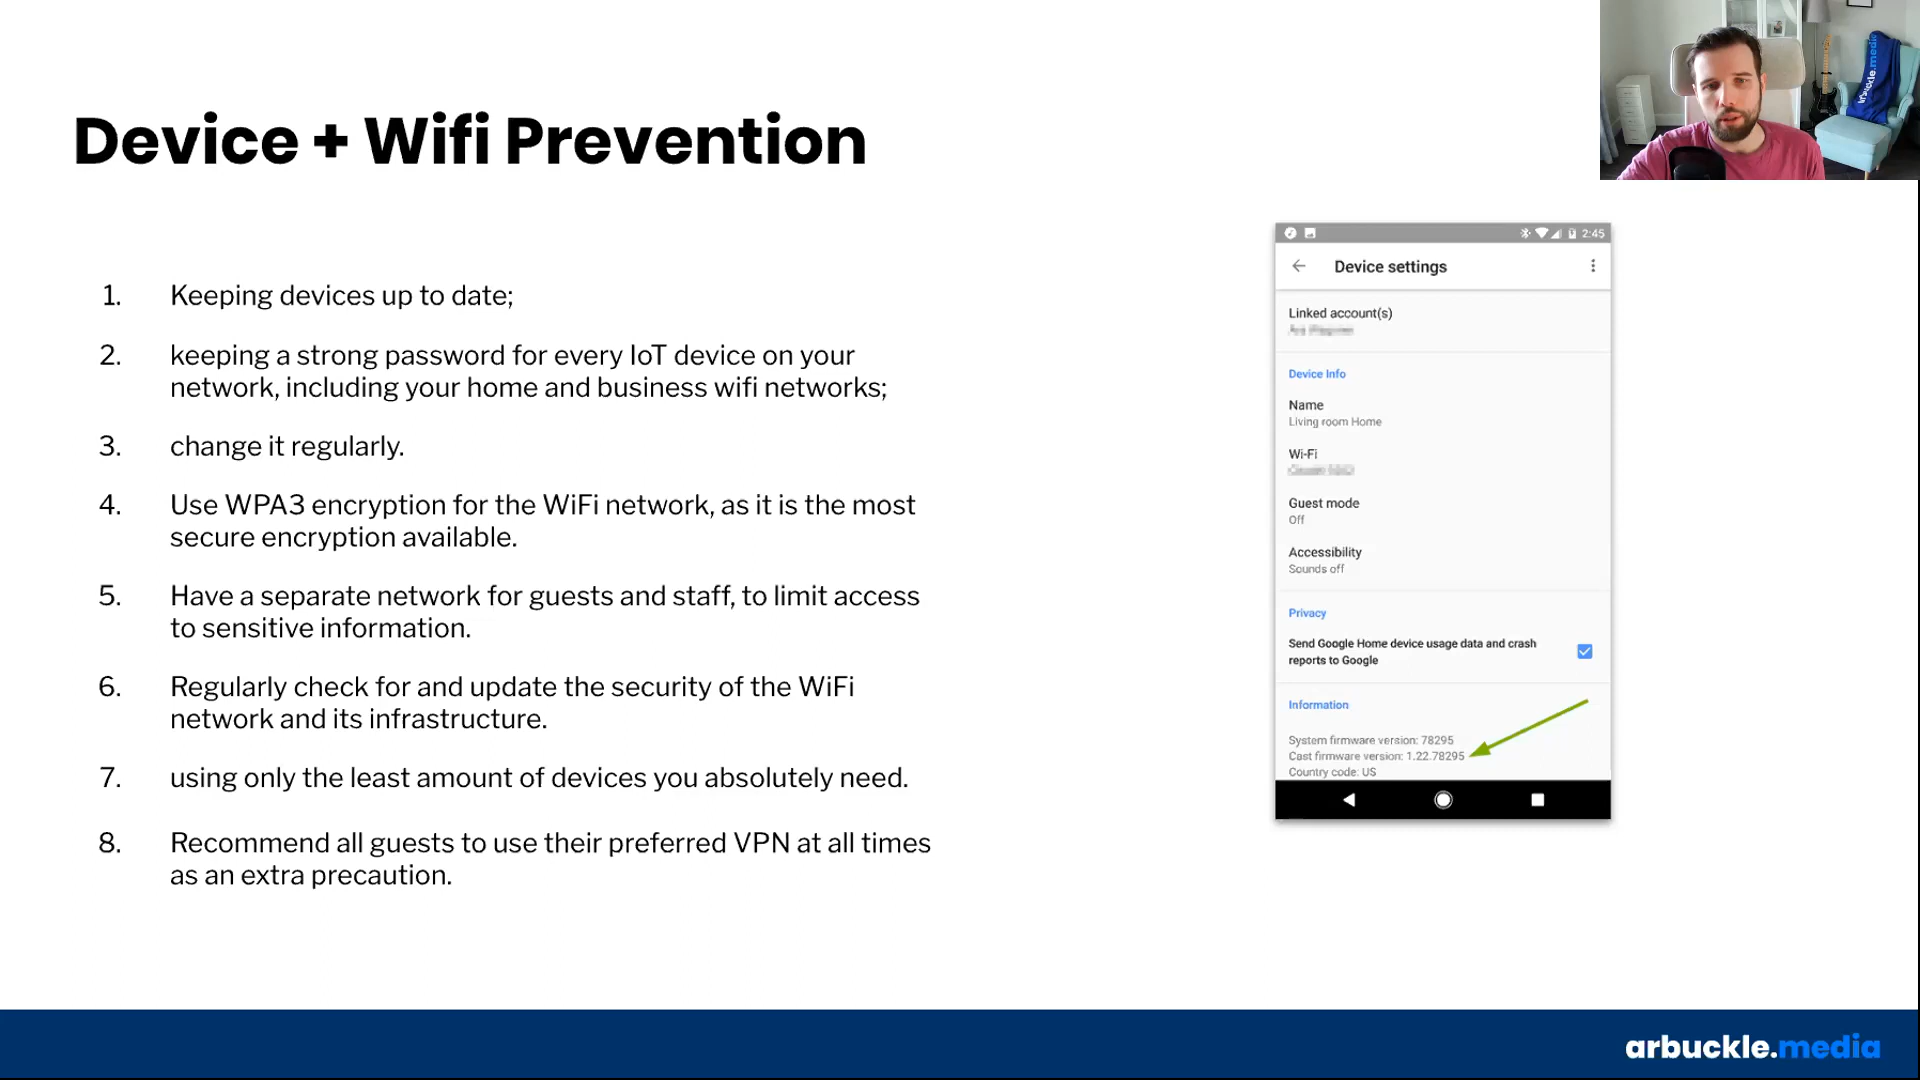 Device + Wifi Prevention
1. Keeping devices up to date;
2. keeping a strong password for every IoT device on your
network, including your home and business wifi networks;
3. change it regularly.
4. Use WPA3 encryption for the WiFi network, as it is the most
secure encryption available.
5. Have a separate network for guests and staff, to limit access
to sensitive information.
6. Regularly check for and update the security of the WiFi
network and its infrastructure.
7. using only the least amount of devices you absolutely need.
8. Recommend all guests to use their preferred VPN at all times
as an extra precaution.
arbuckle.media
2:45
Device settings
Linked account(s)
Device Info
Name
Living room Home
Wi-Fi
Guest mode
Off
Accessibility
Sounds off
Privacy
Send Google Home device usage data and crash
reports to Google
Information
System firmware version: 78295
Cast firmware version: 1.22.78295
Country code: US
arbuckle.media